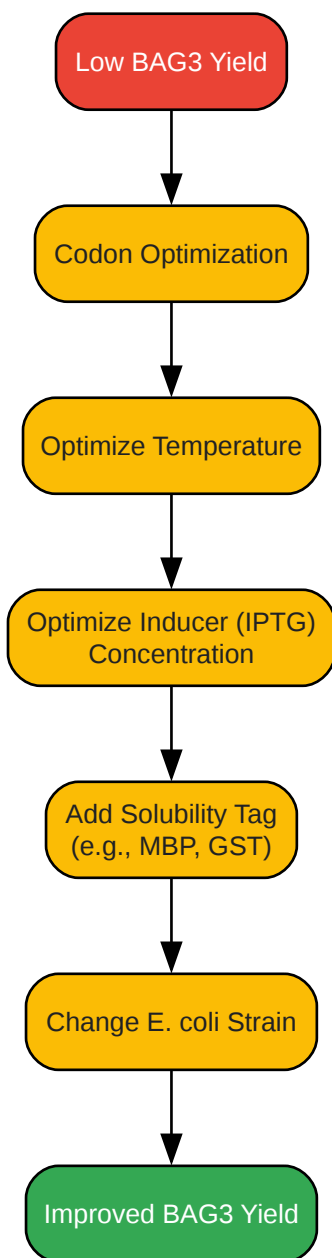 Low BAG3 Yield
Codon Optimization
Optimize Temperature
Optimize Inducer (IPTG)
Concentration
Add Solubility Tag
(e.g., MBP, GST)
Change E. coli Strain
Improved BAG3 Yield